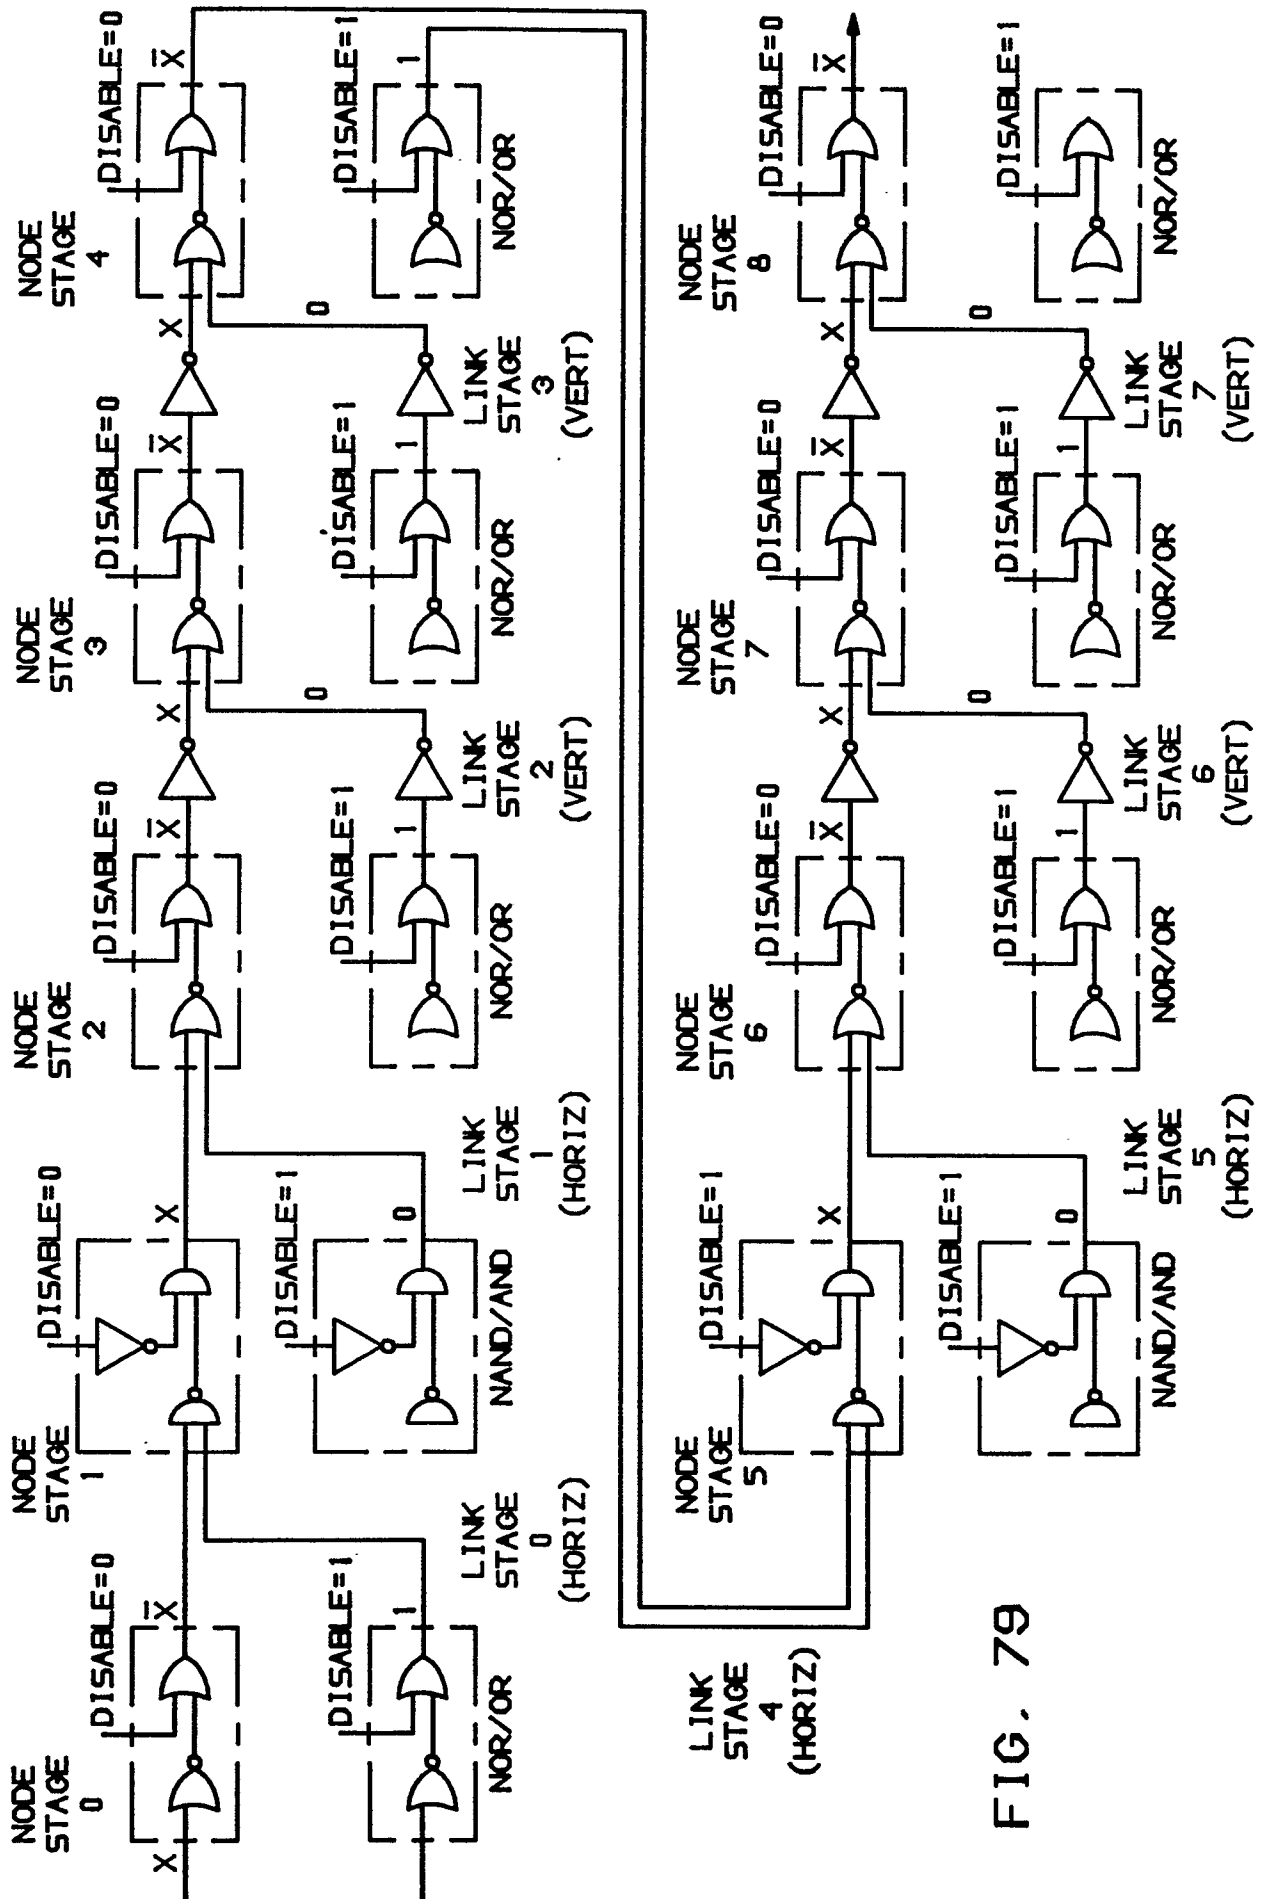 NODE
STAGE
0
NODE
STAGE
1
NODE
STAGE
2
NODE
STAGE
3
NODE
STAGE
4
DISABLE=0
DISABLE=0
DISABLE=0
DISABLE=0
DISABLE=0
X
X̅
X
X̅
X
X̅
X
X̅
DISABLE=1
DISABLE=1
DISABLE=1
DISABLE=1
DISABLE=1
1
0
1
0
1
0
1
NOR/OR
NAND/AND
NOR/OR
NOR/OR
NOR/OR
LINK
STAGE
0
(HORIZ)
LINK
STAGE
1
(HORIZ)
LINK
STAGE
2
(VERT)
LINK
STAGE
3
(VERT)
LINK
STAGE
4
(HORIZ)
NODE
STAGE
5
NODE
STAGE
6
NODE
STAGE
7
NODE
STAGE
8
DISABLE=1
DISABLE=0
DISABLE=0
DISABLE=0
X
X̅
X
X̅
X
X̅
DISABLE=1
DISABLE=1
DISABLE=1
DISABLE=1
0
1
0
1
0
NAND/AND
NOR/OR
NOR/OR
NOR/OR
LINK
STAGE
5
(HORIZ)
LINK
STAGE
6
(VERT)
LINK
STAGE
7
(VERT)
FIG. 79